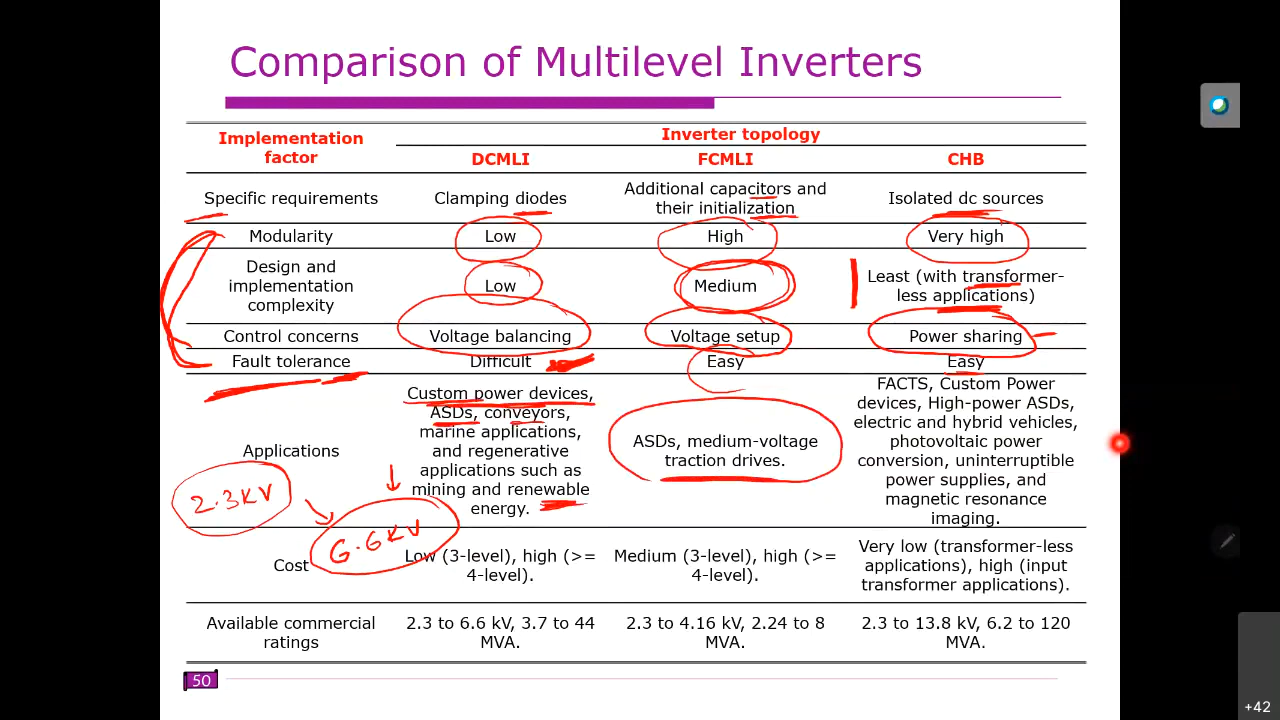 Comparison of Multilevel Inverters
Implementation
factor
Inverter topology
DCMLI
FCMLI
CHB
Specific requirements
Clamping diodes
Additional capacitors and
their initialization
Isolated dc sources
Modularity
Low
High
Very high
Design and
implementation
complexity
Low
Medium
Least (with transformer-
less applications)
Control concerns
Voltage balancing
Voltage setup
Power sharing
Fault tolerance
Difficult
Easy
Easy
Applications
Custom power devices,
ASDs, conveyors,
marine applications,
and regenerative
applications such as
mining and renewable
energy.
ASDs, medium-voltage
traction drives.
FACTS, Custom Power
devices, High-power ASDs,
electric and hybrid vehicles,
photovoltaic power
conversion, uninterruptible
power supplies, and
magnetic resonance
imaging.
2.3KV
6.6KV
Cost
Low (3-level), high (>=
4-level).
Medium (3-level), high (>=
4-level).
Very low (transformer-less
applications), high (input
transformer applications).
Available commercial
ratings
2.3 to 6.6 kV, 3.7 to 44
MVA.
2.3 to 4.16 kV, 2.24 to 8
MVA.
2.3 to 13.8 kV, 6.2 to 120
MVA.
50
+42